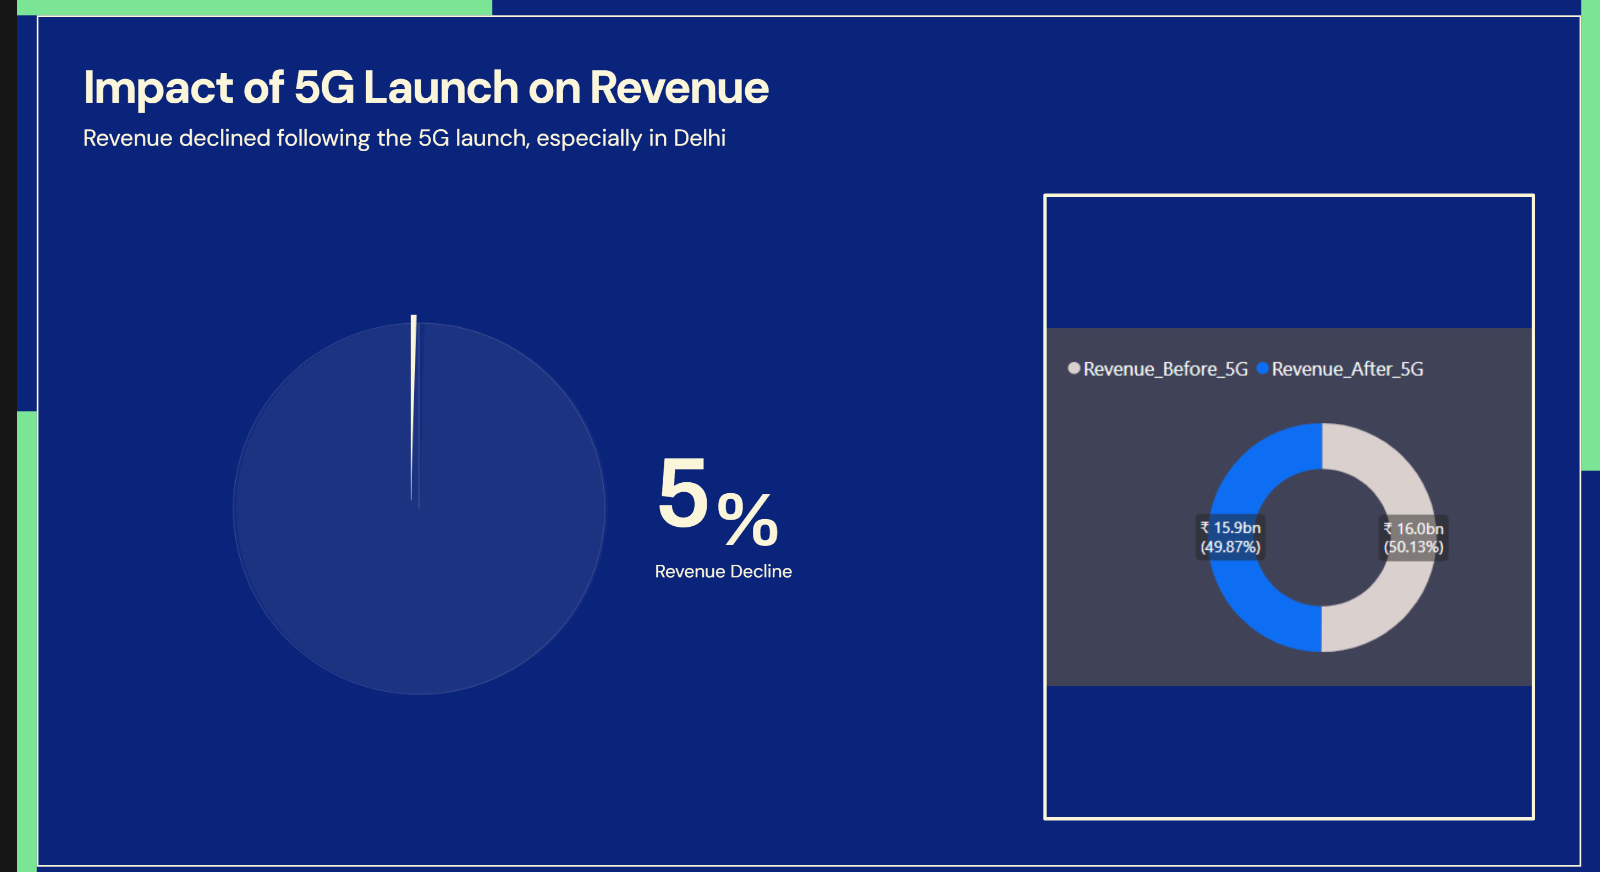 Impact of 5G Launch on Revenue
Revenue declined following the 5G launch, especially in Delhi
5%
Revenue Decline
Revenue_Before_5G Revenue_After_5G
₹ 15.9bn
(49.87%)
₹ 16.0bn
(50.13%)